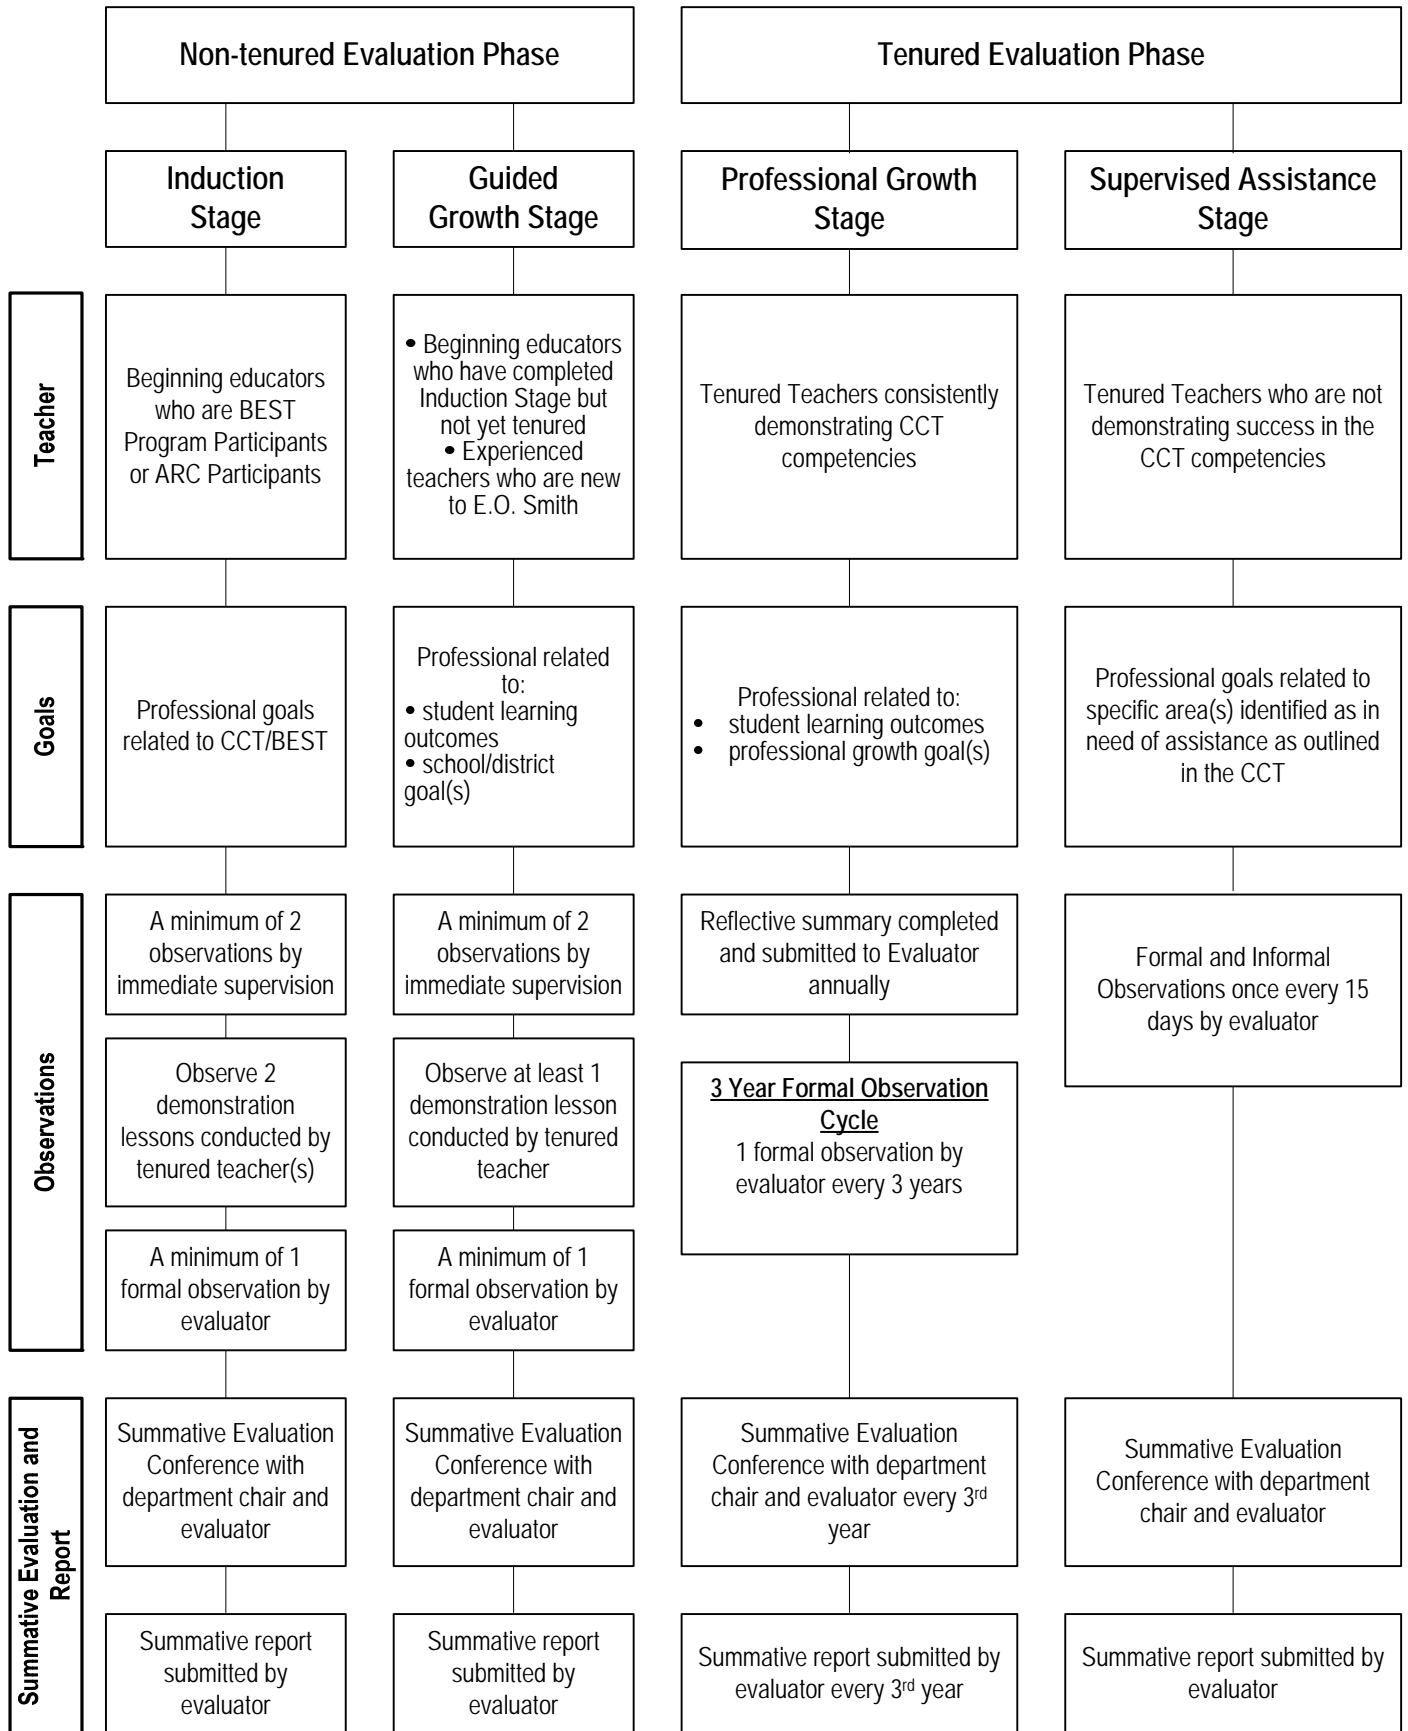 Non-tenured Evaluation Phase
Tenured Evaluation Phase
Induction
Stage
Guided
Growth Stage
Professional Growth
Stage
Supervised Assistance
Stage
Teacher
Beginning educators
who are BEST
Program Participants
or ARC Participants
• Beginning educators
who have completed
Induction Stage but
not yet tenured
• Experienced
teachers who are new
to E.O. Smith
Tenured Teachers consistently
demonstrating CCT
competencies
Tenured Teachers who are not
demonstrating success in the
CCT competencies
Goals
Professional goals
related to CCT/BEST
Professional related
to:
• student learning
outcomes
• school/district
goal(s)
Professional related to:
• student learning outcomes
• professional growth goal(s)
Professional goals related to
specific area(s) identified as in
need of assistance as outlined
in the CCT
Observations
A minimum of 2
observations by
immediate supervision
A minimum of 2
observations by
immediate supervision
Reflective summary completed
and submitted to Evaluator
annually
Formal and Informal
Observations once every 15
days by evaluator
Observe 2
demonstration
lessons conducted by
tenured teacher(s)
Observe at least 1
demonstration lesson
conducted by tenured
teacher
3 Year Formal Observation
Cycle
1 formal observation by
evaluator every 3 years
A minimum of 1
formal observation by
evaluator
A minimum of 1
formal observation by
evaluator
Summative Evaluation and
Report
Summative Evaluation
Conference with
department chair and
evaluator
Summative Evaluation
Conference with
department chair and
evaluator
Summative Evaluation
Conference with department
chair and evaluator every 3rd
year
Summative Evaluation
Conference with department
chair and evaluator
Summative report
submitted by
evaluator
Summative report
submitted by
evaluator
Summative report submitted by
evaluator every 3rd year
Summative report submitted by
evaluator